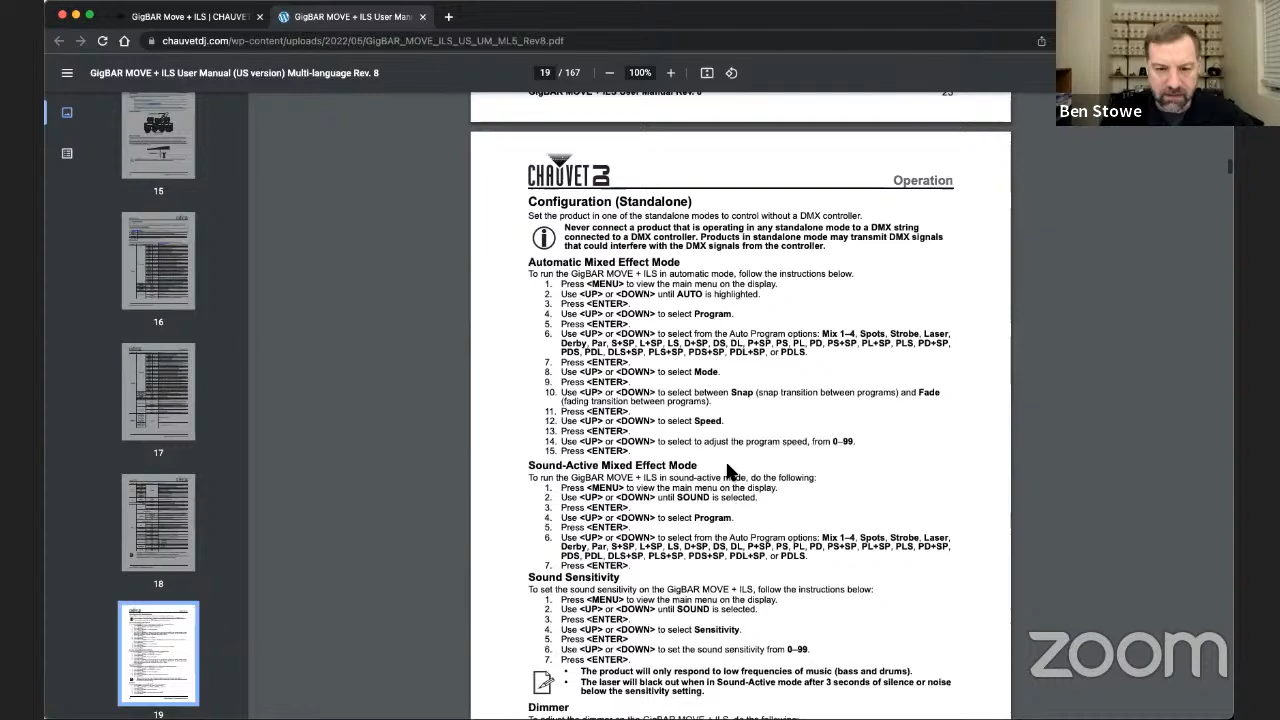 GigBAR Move + ILS | CHAUVET
GigBAR MOVE + ILS User Man
chauvetdj.com/wp-content/uploads/2022/05/GigBAR_MOVE_ILS_US_UM_ML5_Rev8.pdf
GigBAR MOVE + ILS User Manual (US version) Multi-language Rev. 8
19 / 167
100%
Ben Stowe
GigBAR MOVE + ILS User Manual Rev. 8
23
15
16
17
18
19
CHAUVET DJ
Operation
Configuration (Standalone)
Set the product in one of the standalone modes to control without a DMX controller.
Never connect a product that is operating in any standalone mode to a DMX string
connected to a DMX controller. Products in standalone mode may transmit DMX signals
that could interfere with the DMX signals from the controller.
Automatic Mixed Effect Mode
To run the GigBAR MOVE + ILS in automatic mode, follow the instructions below.
1. Press <MENU> to view the main menu on the display.
2. Use <UP> or <DOWN> until AUTO is highlighted.
3. Press <ENTER>.
4. Use <UP> or <DOWN> to select Program.
5. Press <ENTER>.
6. Use <UP> or <DOWN> to select from the Auto Program options: Mix 1–4, Spots, Strobe, Laser,
Derby, Par, S+SP, L+SP, LS, D+SP, DS, DL, P+SP, PS, PL, PD, PS+SP, PL+SP, PLS, PD+SP,
PDS, PDL, DLS+SP, PLS+SP, PDS+SP, PDL+SP, or PDLS.
7. Press <ENTER>.
8. Use <UP> or <DOWN> to select Mode.
9. Press <ENTER>.
10. Use <UP> or <DOWN> to select between Snap (snap transition between programs) and Fade
(fading transition between programs).
11. Press <ENTER>.
12. Use <UP> or <DOWN> to select Speed.
13. Press <ENTER>.
14. Use <UP> or <DOWN> to select to adjust the program speed, from 0–99.
15. Press <ENTER>.
Sound-Active Mixed Effect Mode
To run the GigBAR MOVE + ILS in sound-active mode, do the following:
1. Press <MENU> to view the main menu on the display.
2. Use <UP> or <DOWN> until SOUND is selected.
3. Press <ENTER>.
4. Use <UP> or <DOWN> to select Program.
5. Press <ENTER>.
6. Use <UP> or <DOWN> to select from the Auto Program options: Mix 1–4, Spots, Strobe, Laser,
Derby, Par, S+SP, L+SP, LS, D+SP, DS, DL, P+SP, PS, PL, PD, PS+SP, PL+SP, PLS, PD+SP,
PDS, PDL, DLS+SP, PLS+SP, PDS+SP, PDL+SP, or PDLS.
7. Press <ENTER>.
Sound Sensitivity
To set the sound sensitivity on the GigBAR MOVE + ILS, follow the instructions below:
1. Press <MENU> to view the main menu on the display.
2. Use <UP> or <DOWN> until SOUND is selected.
3. Press <ENTER>.
4. Use <UP> or <DOWN> to select Sensitivity.
5. Press <ENTER>
6. Use <UP> or <DOWN> to set the sound sensitivity from 0–99.
7. Press <ENTER>.
• The product will only respond to low frequencies of music (bass and drums).
• The laser will black out when in Sound-Active mode after 3 seconds of silence or noise
below the sensitivity setting.
Dimmer
To adjust the dimmer on the GigBAR MOVE + ILS, do the following:
zoom